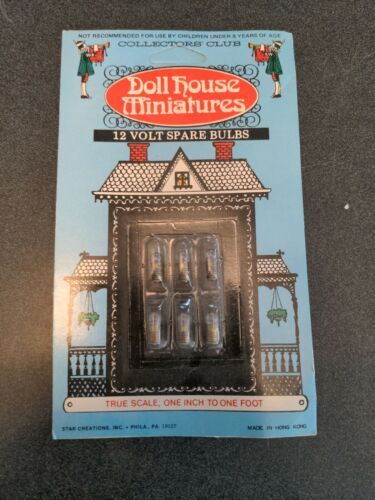 NOT RECOMMENDED FOR USE BY CHILDREN UNDER 8 YEARS OF AGE
COLLECTORS' CLUB
Doll House
Miniatures
12 VOLT SPARE BULBS
TRUE SCALE, ONE INCH TO ONE FOOT
STAR CREATIONS, INC. • PHILA., PA. 19027
MADE IN HONG KONG